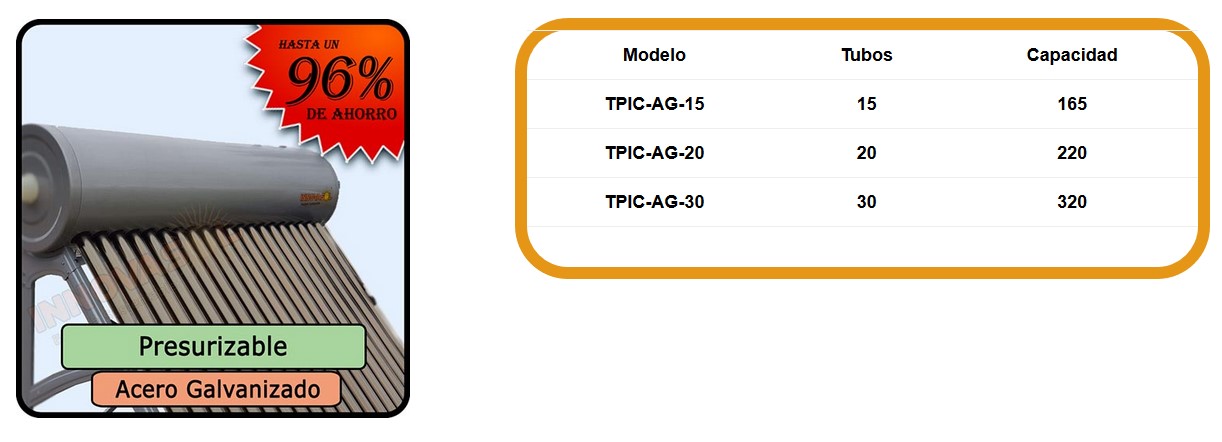 HASTA UN
96%
DE AHORRO
Presurizable
Acero Galvanizado
Modelo Tubos Capacidad
TPIC-AG-15 15 165
TPIC-AG-20 20 220
TPIC-AG-30 30 320